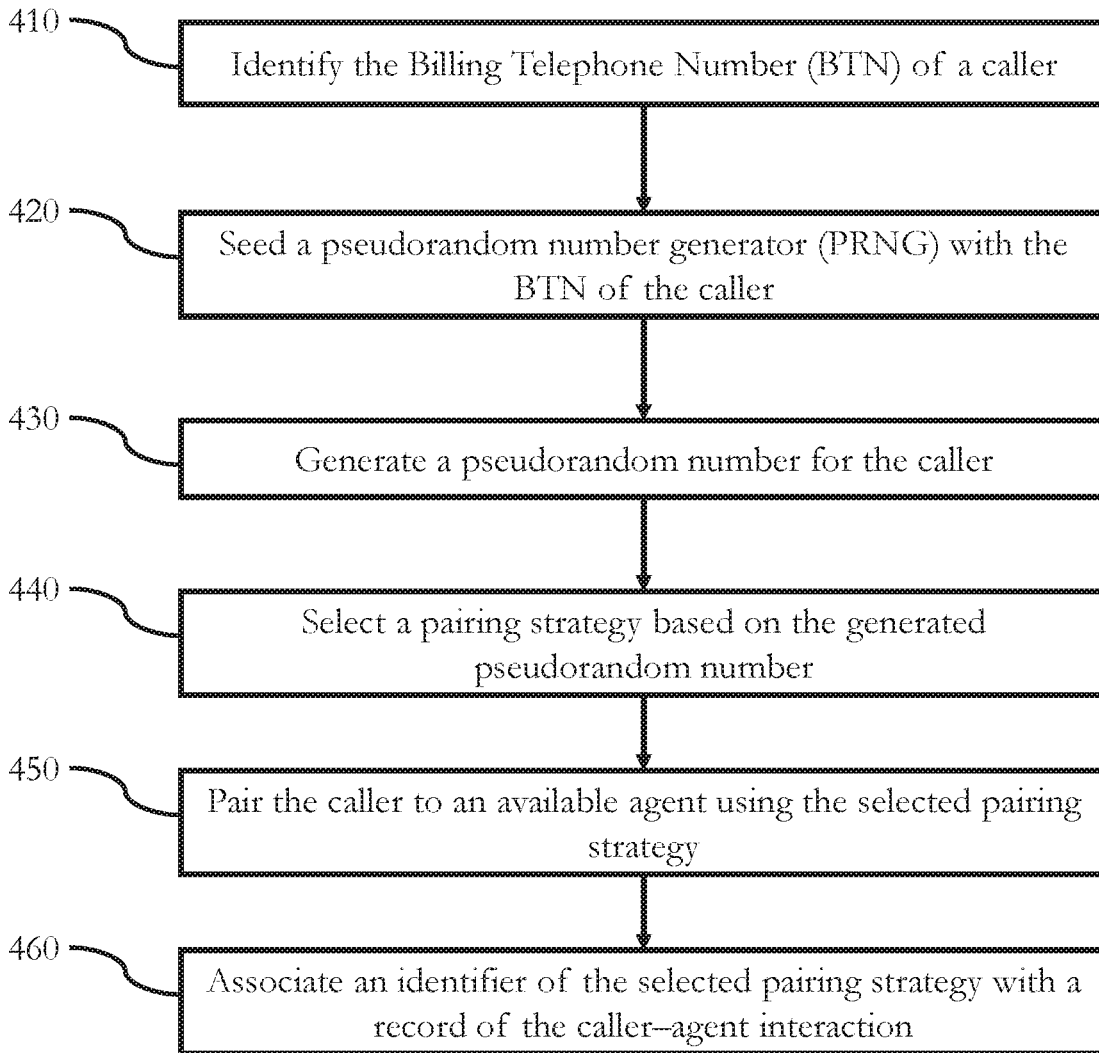 410
Identify the Billing Telephone Number (BTN) of a caller
420
Seed a pseudorandom number generator (PRNG) with the
BTN of the caller
430
Generate a pseudorandom number for the caller
440
Select a pairing strategy based on the generated
pseudorandom number
450
Pair the caller to an available agent using the selected pairing
strategy
460
Associate an identifier of the selected pairing strategy with a
record of the caller–agent interaction